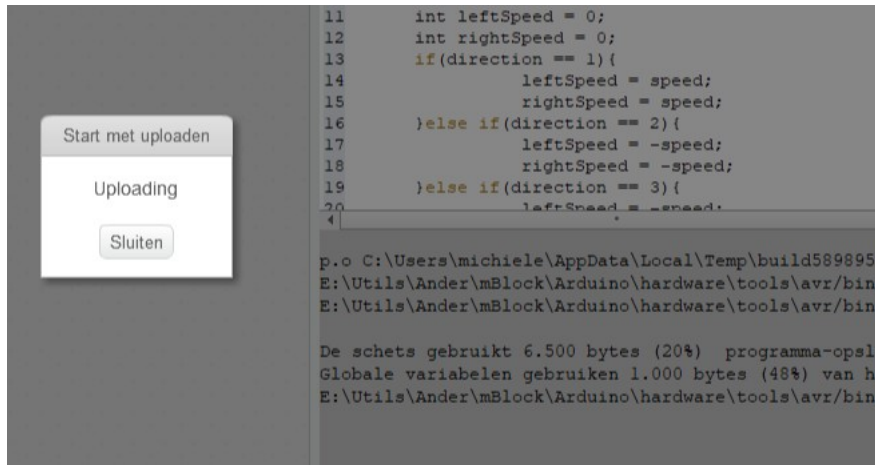 Start met uploaden
Uploading
Sluiten
11 int leftSpeed = 0;
12 int rightSpeed = 0;
13 if(direction == 1){
14 leftSpeed = speed;
15 rightSpeed = speed;
16 }else if(direction == 2){
17 leftSpeed = -speed;
18 rightSpeed = -speed;
19 }else if(direction == 3){
20 leftSpeed = -speed;
p.o C:\Users\michiele\AppData\Local\Temp\build589895
E:\Utils\Ander\mBlock\Arduino\hardware\tools\avr/bin
E:\Utils\Ander\mBlock\Arduino\hardware\tools\avr/bin
De schets gebruikt 6.500 bytes (20%) programma-opsl
Globale variabelen gebruiken 1.000 bytes (48%) van h
E:\Utils\Ander\mBlock\Arduino\hardware\tools\avr/bin